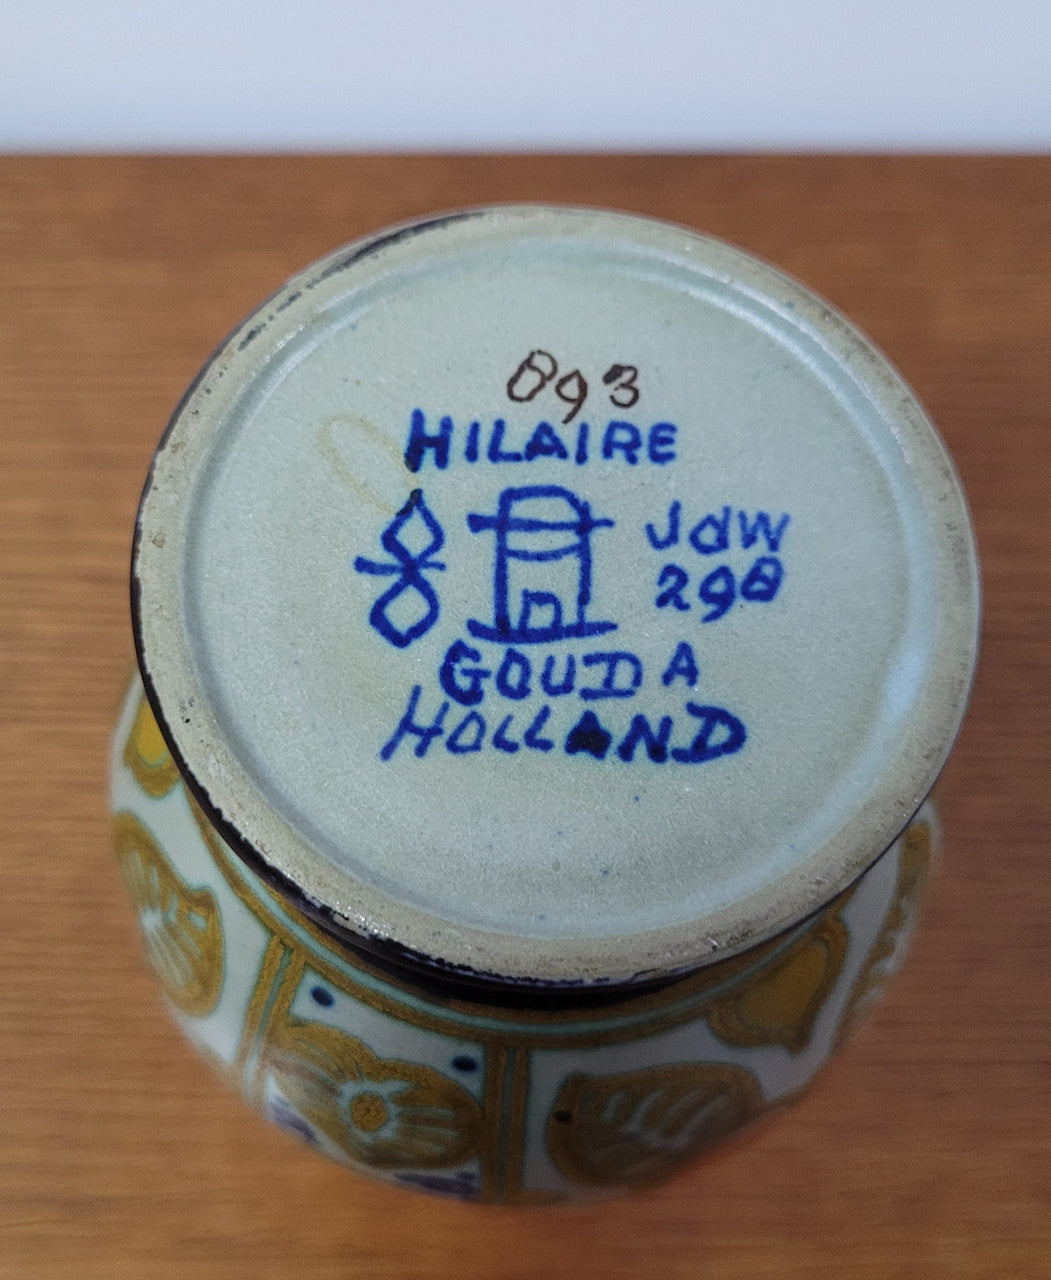 893
HILAIRE
JdW
298
GOUDA
HOLLAND